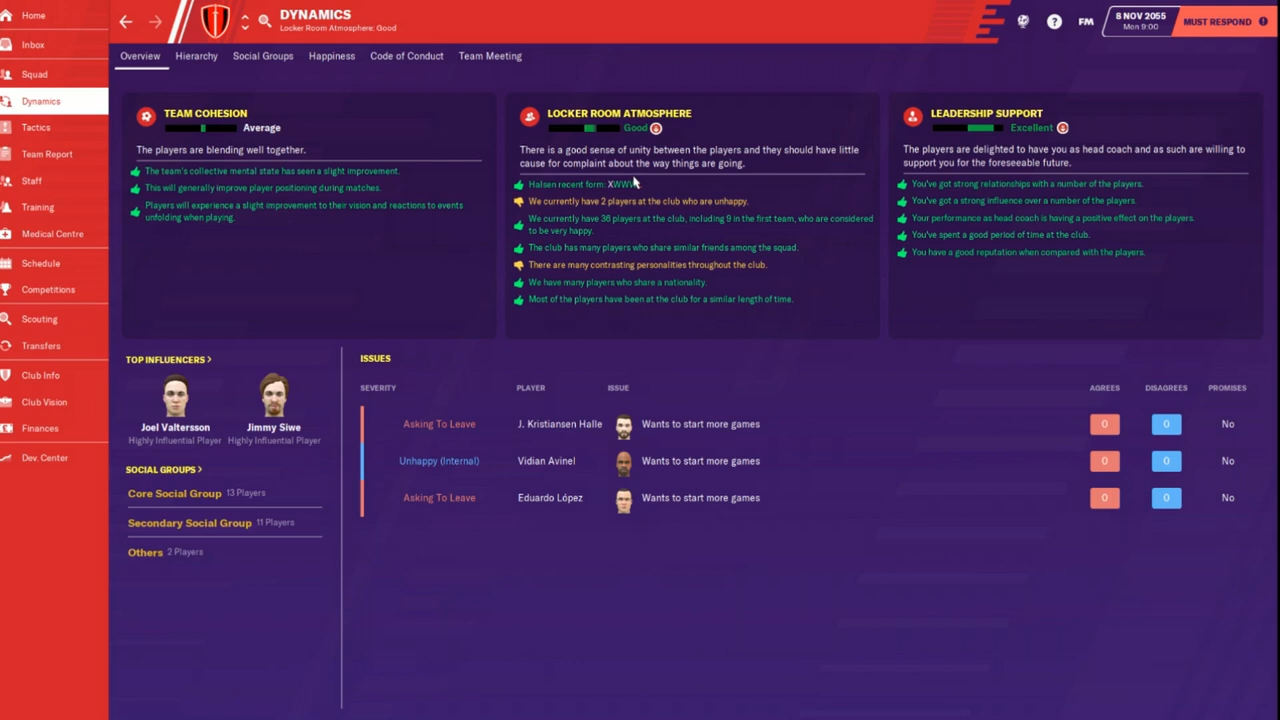 Home
Inbox
Squad
Dynamics
Tactics
Team Report
Staff
Training
Medical Centre
Schedule
Competitions
Scouting
Transfers
Club Info
Club Vision
Finances
Dev. Center
DYNAMICS
Locker Room Atmosphere: Good
FM
8 NOV 2055
Mon 9:00
MUST RESPOND
Overview Hierarchy Social Groups Happiness Code of Conduct Team Meeting
TEAM COHESION
Average
The players are blending well together.
The team's collective mental state has seen a slight improvement.
This will generally improve player positioning during matches.
Players will experience a slight improvement to their vision and reactions to events
unfolding when playing.
LOCKER ROOM ATMOSPHERE
Good
There is a good sense of unity between the players and they should have little
cause for complaint about the way things are going.
Halsen recent form: XWW
We currently have 2 players at the club who are unhappy.
We currently have 36 players at the club, including 9 in the first team, who are considered
to be very happy.
The club has many players who share similar friends among the squad.
There are many contrasting personalities throughout the club.
We have many players who share a nationality.
Most of the players have been at the club for a similar length of time.
LEADERSHIP SUPPORT
Excellent
The players are delighted to have you as head coach and as such are willing to
support you for the foreseeable future.
You've got strong relationships with a number of the players.
You've got a strong influence over a number of the players.
Your performance as head coach is having a positive effect on the players.
You've spent a good period of time at the club.
You have a good reputation when compared with the players.
TOP INFLUENCERS >
Joel Valtersson
Highly Influential Player
Jimmy Siwe
Highly Influential Player
SOCIAL GROUPS >
Core Social Group 13 Players
Secondary Social Group 11 Players
Others 2 Players
ISSUES
SEVERITY PLAYER ISSUE AGREES DISAGREES PROMISES
Asking To Leave J. Kristiansen Halle Wants to start more games 0 0 No
Unhappy (Internal) Vidian Avinel Wants to start more games 0 0 No
Asking To Leave Eduardo López Wants to start more games 0 0 No